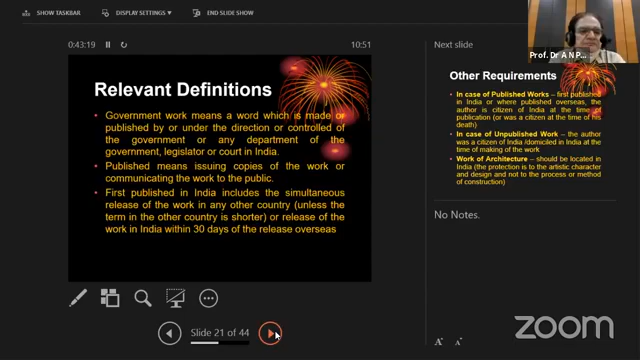 SHOW TASKBAR
DISPLAY SETTINGS ▾
END SLIDE SHOW
0:43:19
10:51
Relevant Definitions
• Government work means a word which is made or
published by or under the direction or controlled of
the government or any department of the
government, legislator or court in India.
• Published means issuing copies of the work or
communicating the work to the public.
• First published in India includes the simultaneous
release of the work in any other country (unless the
term in the other country is shorter) or release of the
work in India within 30 days of the release overseas
Slide 21 of 44
Next slide
Prof. Dr A N P...
Other Requirements
• In case of Published Works – first published
in India or where published overseas, the
author is citizen of India at the time of
publication (or was a citizen at the time of his
death)
• In case of Unpublished Work – the author
was a citizen of India /domiciled in India at the
time of making of the work
• Work of Architecture – should be located in
India (the protection is to the artistic character
and design and not to the process or method
of construction)
No Notes.
A A
zoom